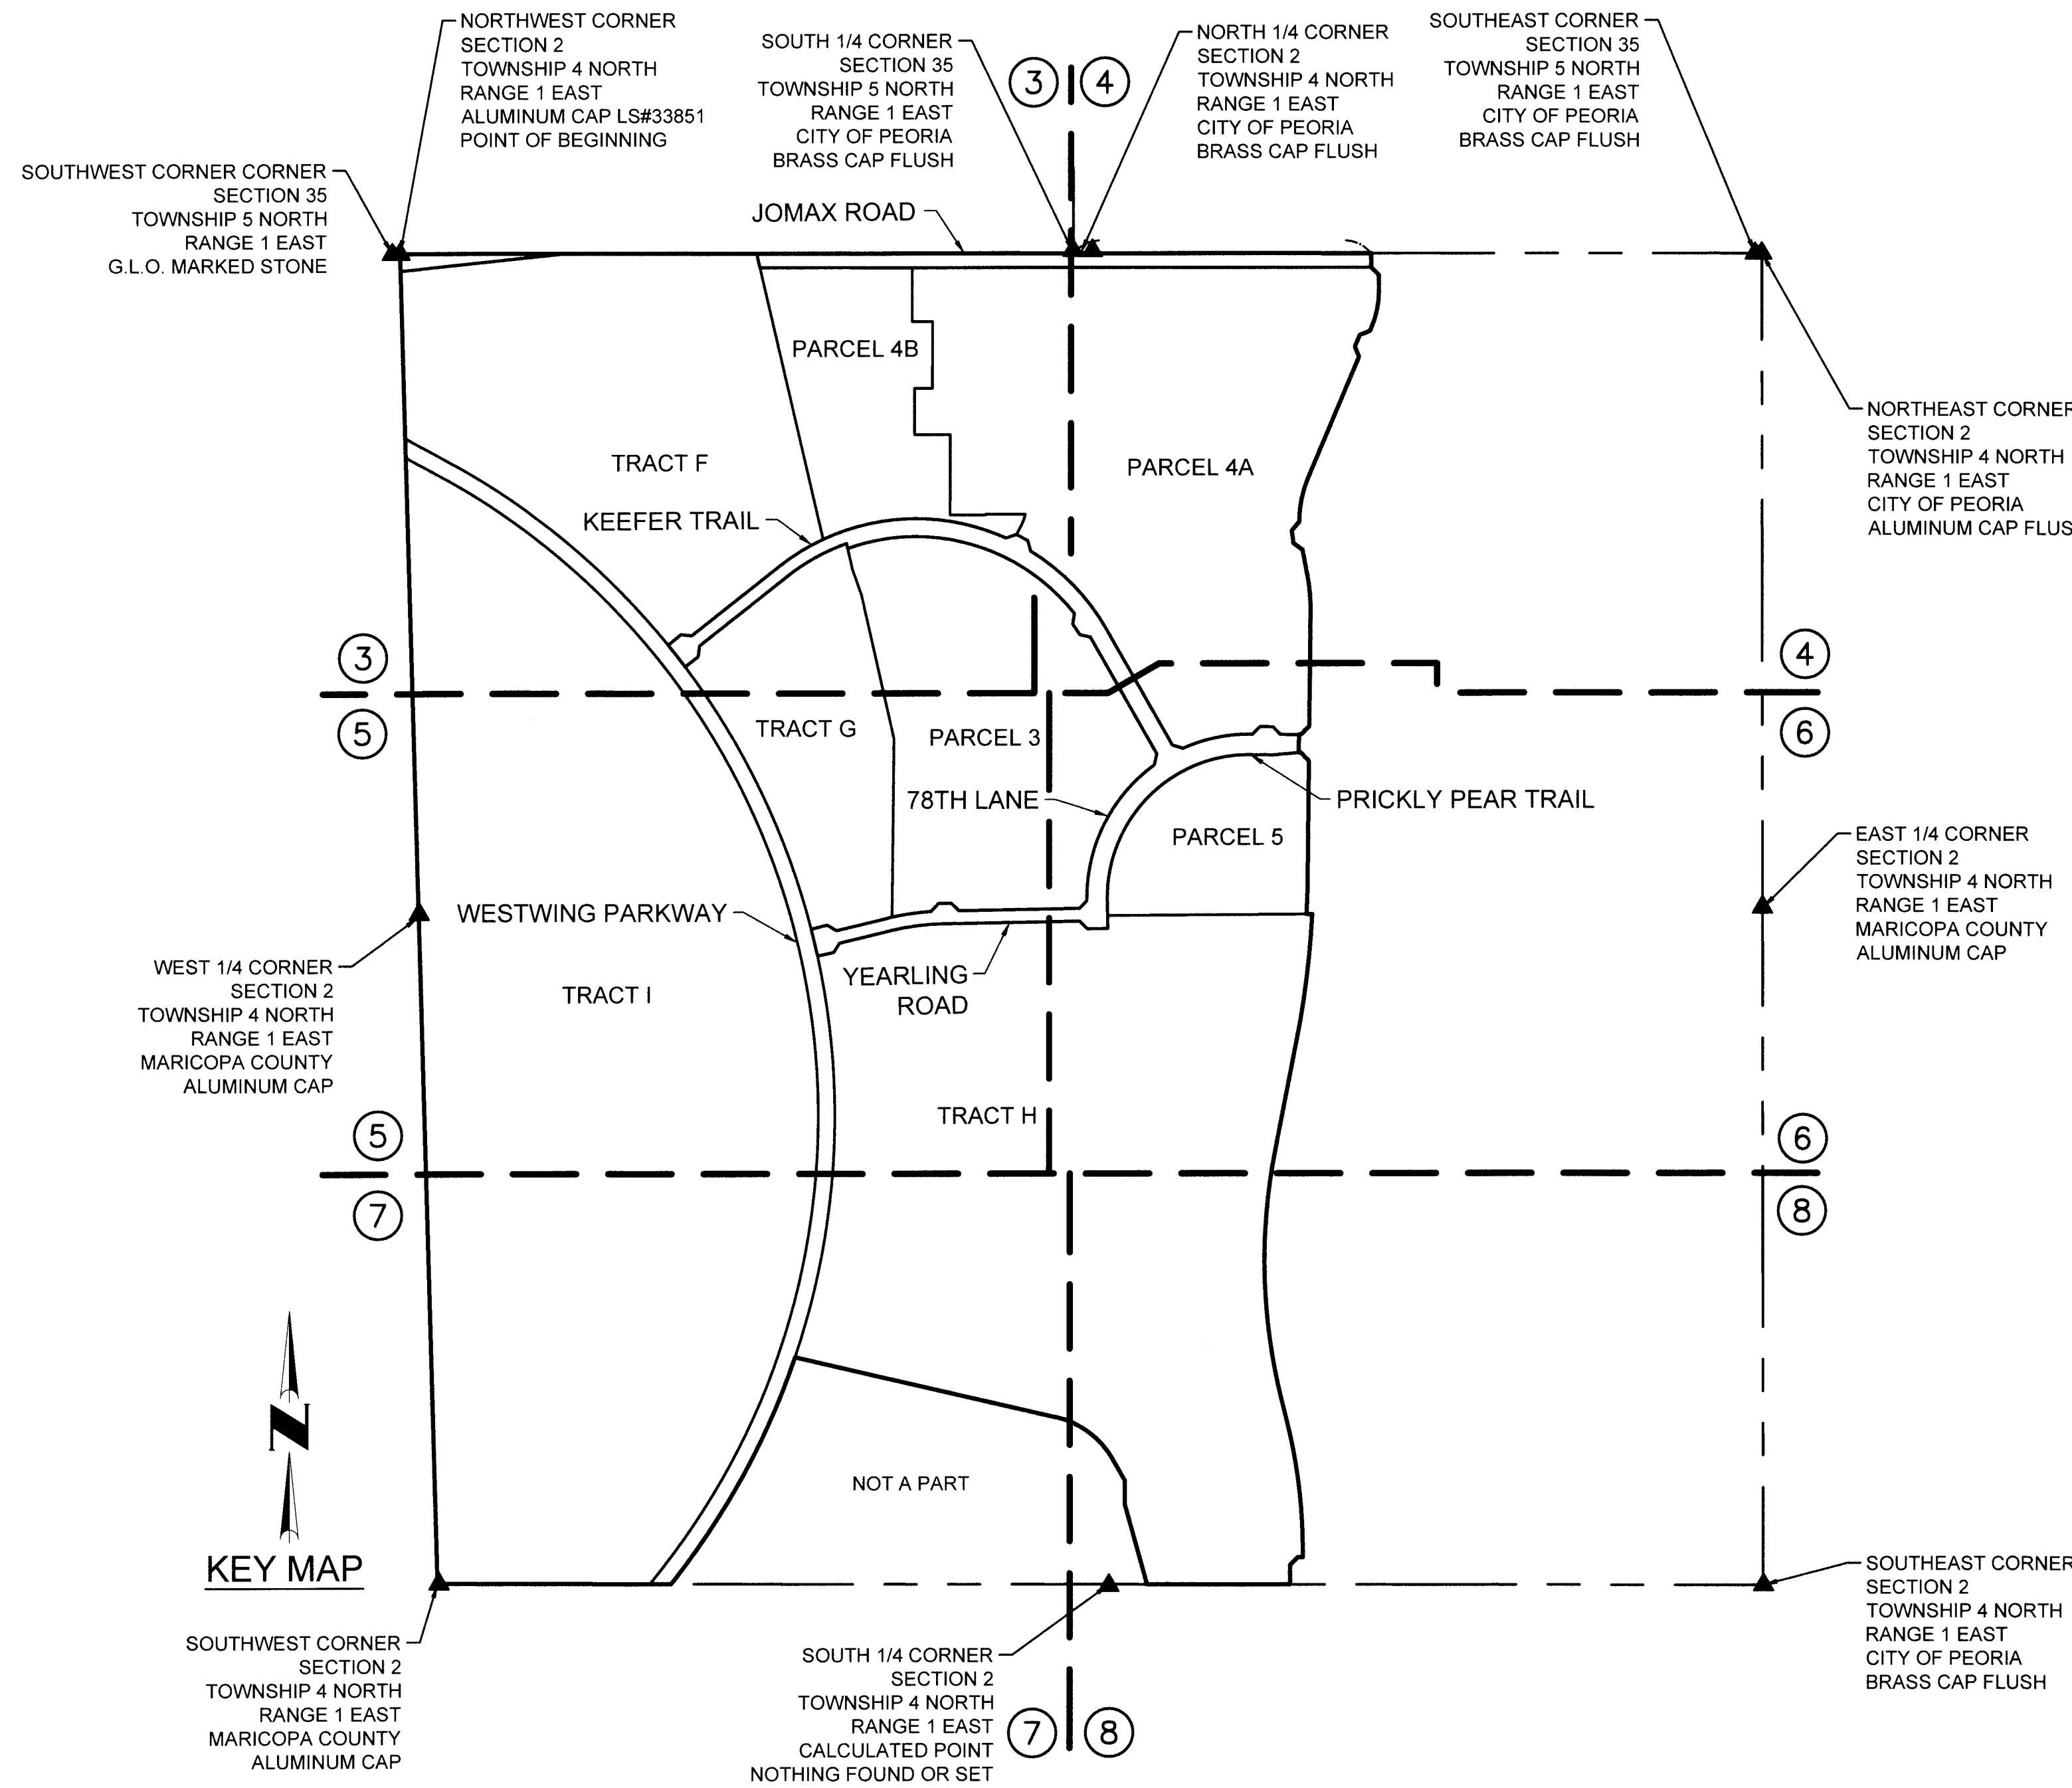 NORTHWEST CORNER
SECTION 2
TOWNSHIP 4 NORTH
RANGE 1 EAST
ALUMINUM CAP LS#33851
POINT OF BEGINNING
SOUTH 1/4 CORNER
SECTION 35
TOWNSHIP 5 NORTH
RANGE 1 EAST
CITY OF PEORIA
BRASS CAP FLUSH
3 4
NORTH 1/4 CORNER
SECTION 2
TOWNSHIP 4 NORTH
RANGE 1 EAST
CITY OF PEORIA
BRASS CAP FLUSH
SOUTHEAST CORNER
SECTION 35
TOWNSHIP 5 NORTH
RANGE 1 EAST
CITY OF PEORIA
BRASS CAP FLUSH
SOUTHWEST CORNER CORNER
SECTION 35
TOWNSHIP 5 NORTH
RANGE 1 EAST
G.L.O. MARKED STONE
JOMAX ROAD
PARCEL 4B
NORTHEAST CORNER
SECTION 2
TOWNSHIP 4 NORTH
RANGE 1 EAST
CITY OF PEORIA
ALUMINUM CAP FLUS
TRACT F
PARCEL 4A
KEEFER TRAIL
3
4
5
6
TRACT G
PARCEL 3
78TH LANE
PRICKLY PEAR TRAIL
PARCEL 5
EAST 1/4 CORNER
SECTION 2
TOWNSHIP 4 NORTH
RANGE 1 EAST
MARICOPA COUNTY
ALUMINUM CAP
WESTWING PARKWAY
WEST 1/4 CORNER
SECTION 2
TOWNSHIP 4 NORTH
RANGE 1 EAST
MARICOPA COUNTY
ALUMINUM CAP
YEARLING
ROAD
TRACT I
TRACT H
5
6
7
8
N
KEY MAP
NOT A PART
SOUTHWEST CORNER
SECTION 2
TOWNSHIP 4 NORTH
RANGE 1 EAST
MARICOPA COUNTY
ALUMINUM CAP
SOUTH 1/4 CORNER
SECTION 2
TOWNSHIP 4 NORTH
RANGE 1 EAST
CALCULATED POINT
NOTHING FOUND OR SET
7 8
SOUTHEAST CORNER
SECTION 2
TOWNSHIP 4 NORTH
RANGE 1 EAST
CITY OF PEORIA
BRASS CAP FLUSH